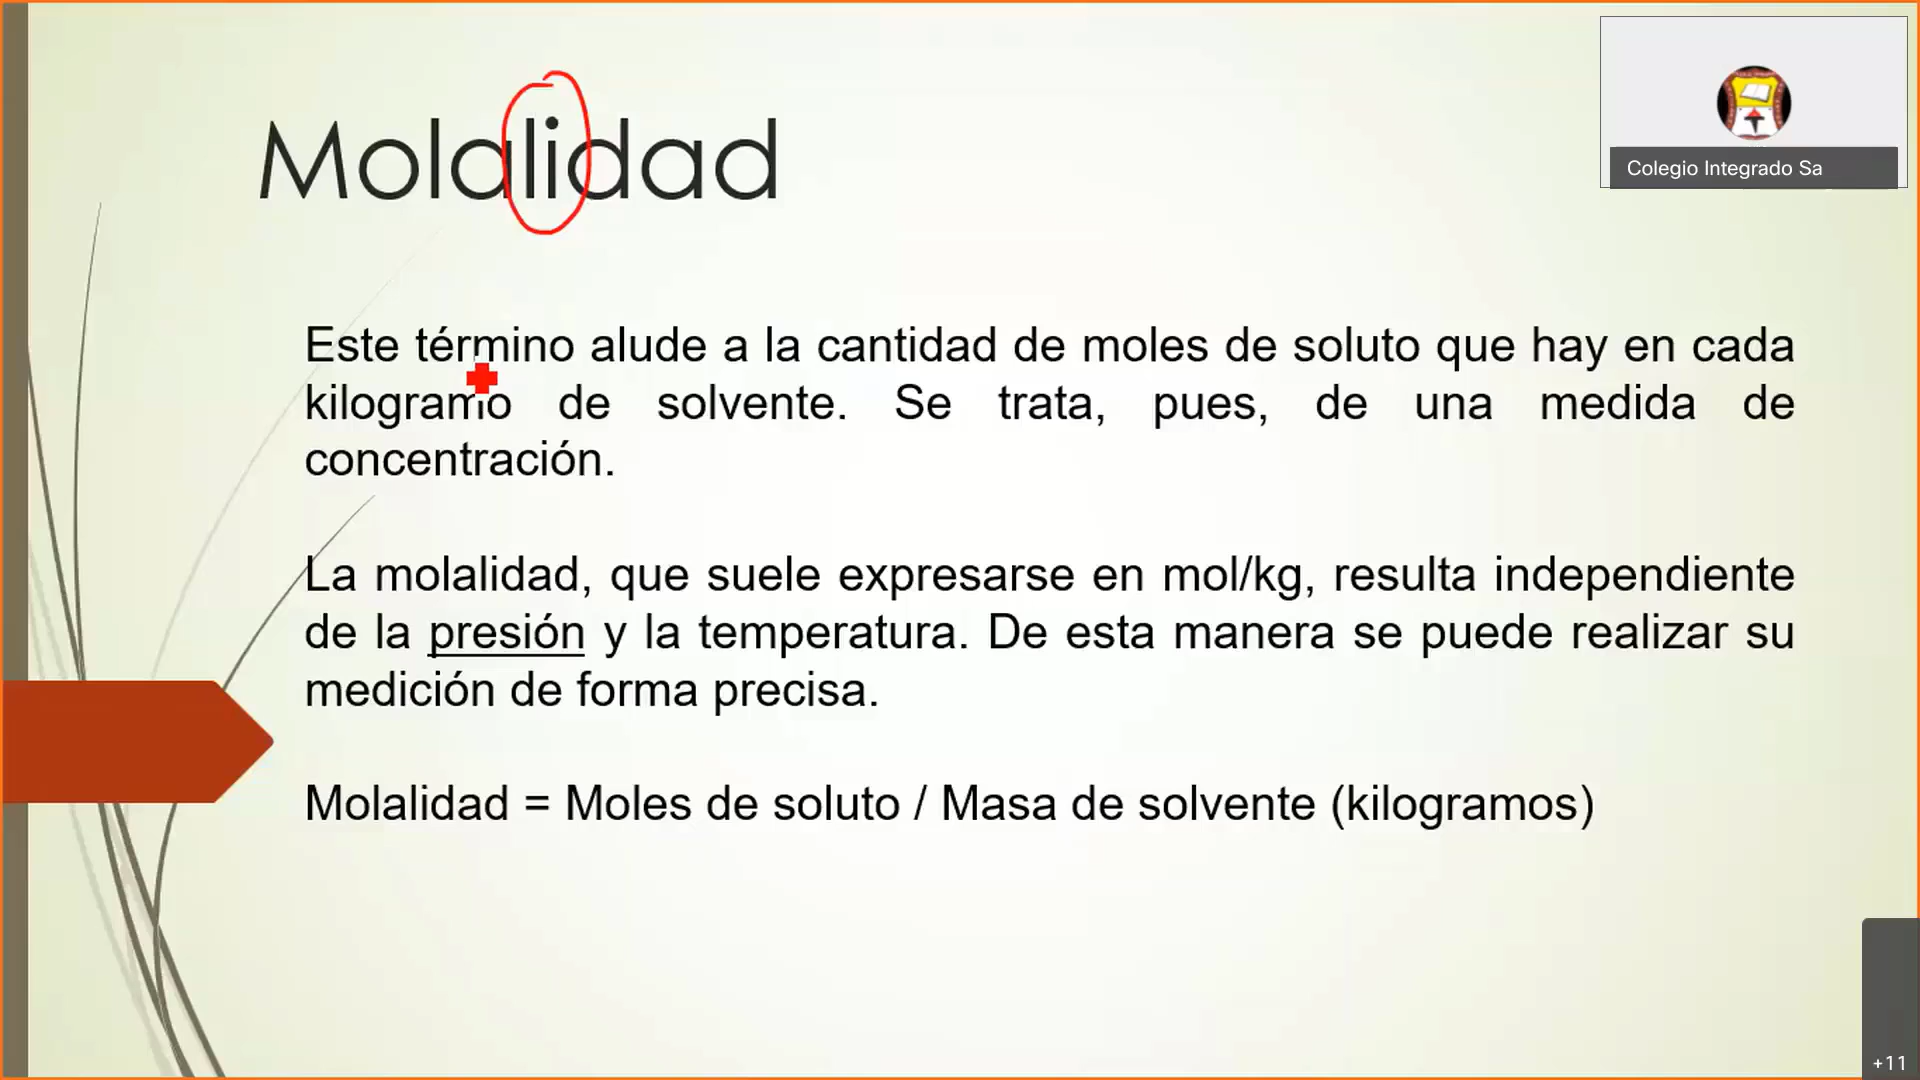 Molalidad
Colegio Integrado Sa
Este término alude a la cantidad de moles de soluto que hay en cada
kilogramo de solvente. Se trata, pues, de una medida de
concentración.
La molalidad, que suele expresarse en mol/kg, resulta independiente
de la presión y la temperatura. De esta manera se puede realizar su
medición de forma precisa.
Molalidad = Moles de soluto / Masa de solvente (kilogramos)
+11